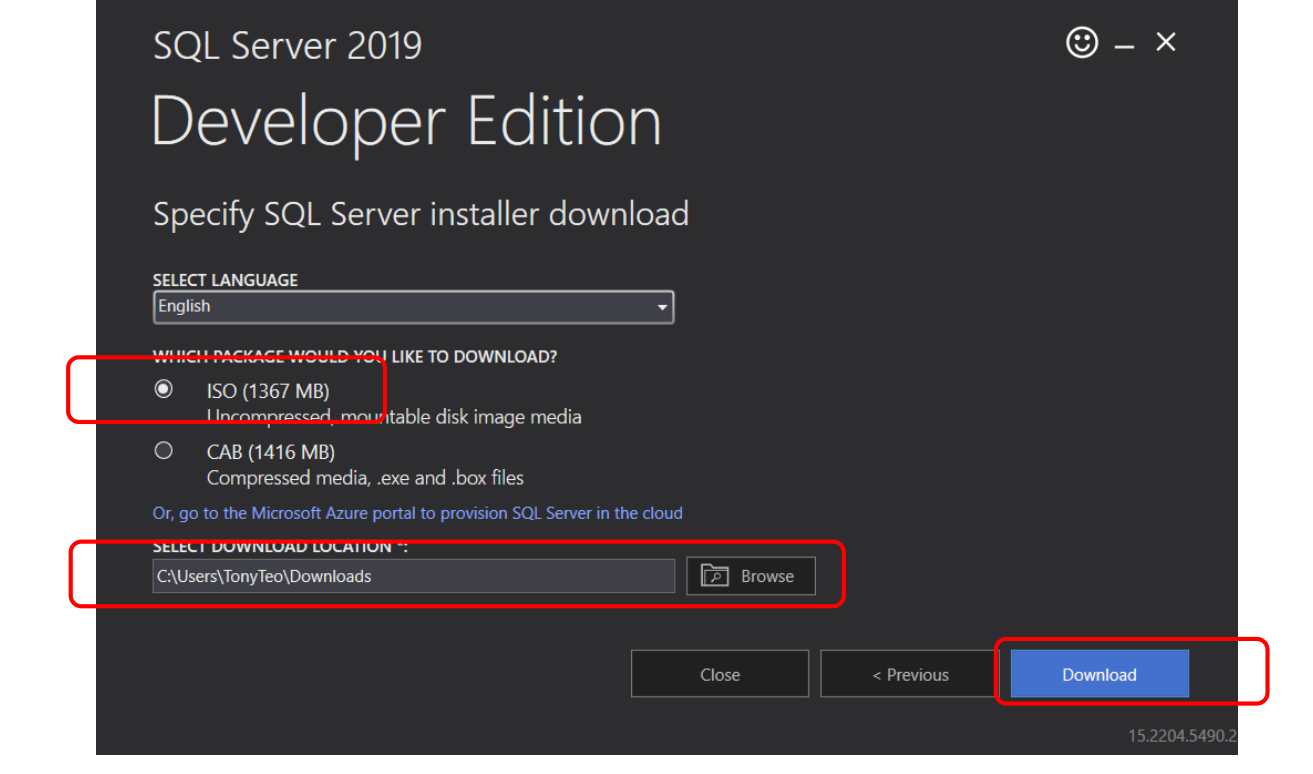 SQL Server 2019
Developer Edition
Specify SQL Server installer download
SELECT LANGUAGE
English
WHICH PACKAGE WOULD YOU LIKE TO DOWNLOAD?
ISO (1367 MB)
Uncompressed, mountable disk image media
CAB (1416 MB)
Compressed media, .exe and .box files
Or, go to the Microsoft Azure portal to provision SQL Server in the cloud
SELECT DOWNLOAD LOCATION *:
C:\Users\TonyTeo\Downloads
Browse
Close
< Previous
Download
15.2204.5490.2